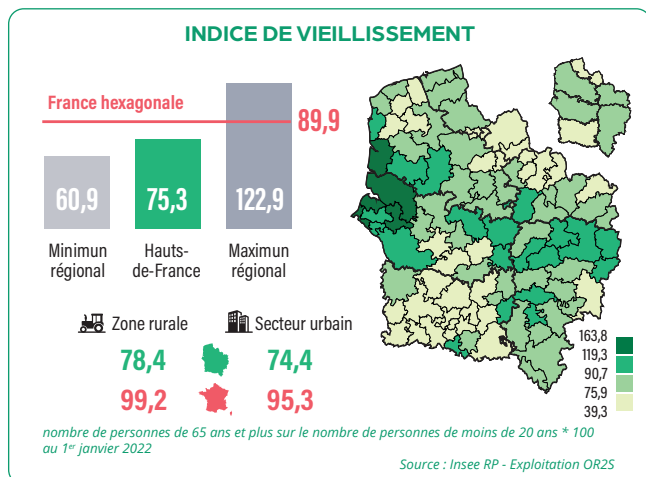 INDICE DE VIEILLISSEMENT
France hexagonale
89,9
60,9
75,3
122,9
Minimun
régional
Hauts-
de-France
Maximun
régional
Zone rurale
Secteur urbain
78,4
74,4
99,2
95,3
163,8
119,3
90,7
75,9
39,3
nombre de personnes de 65 ans et plus sur le nombre de personnes de moins de 20 ans * 100
au 1er janvier 2022
Source : Insee RP - Exploitation OR2S